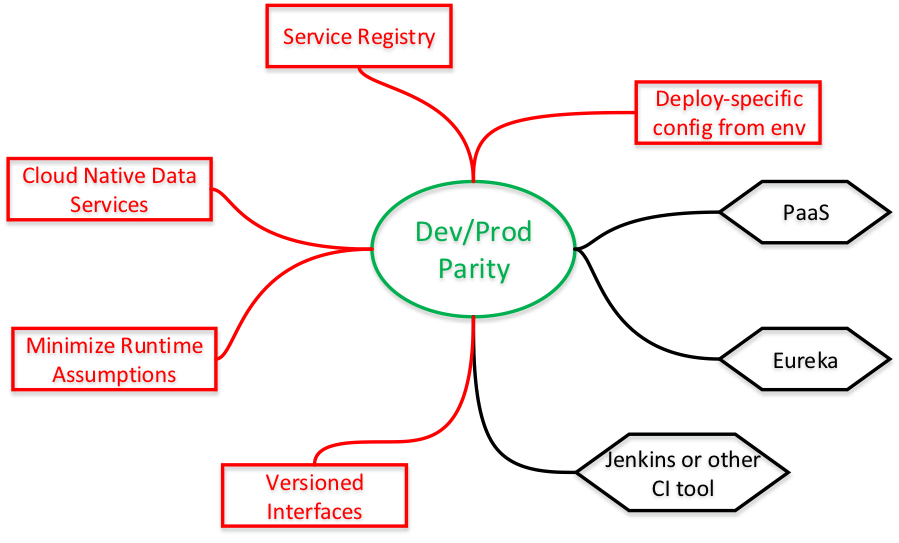 Service Registry
Deploy-specific
config from env
Cloud Native Data
Services
PaaS
Dev/Prod
Parity
Minimize Runtime
Assumptions
Eureka
Jenkins or other
CI tool
Versioned
Interfaces